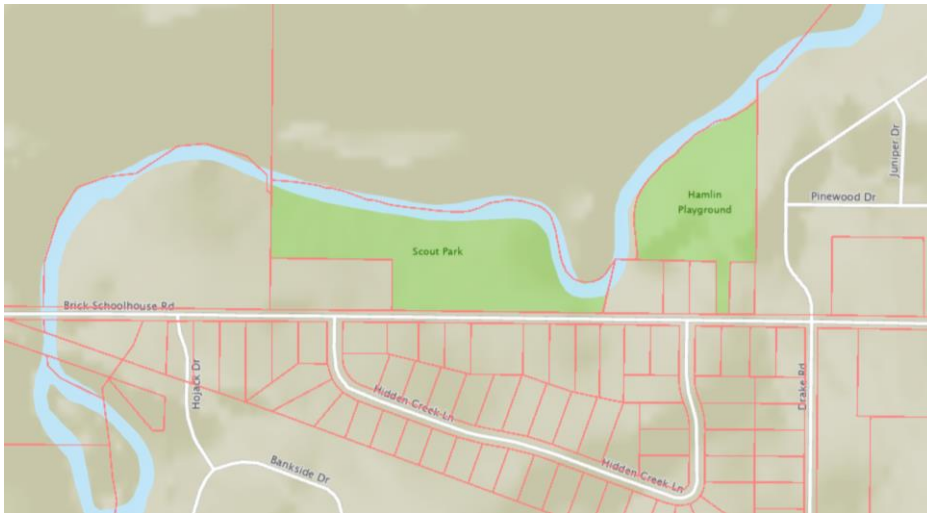 Juniper Dr
Hamlin
Playground
Pinewood Dr
Scout Park
Brick Schoolhouse Rd
Hojack Dr
Hidden Creek Ln
Drake Rd
Hidden Creek Ln
Bankside Dr